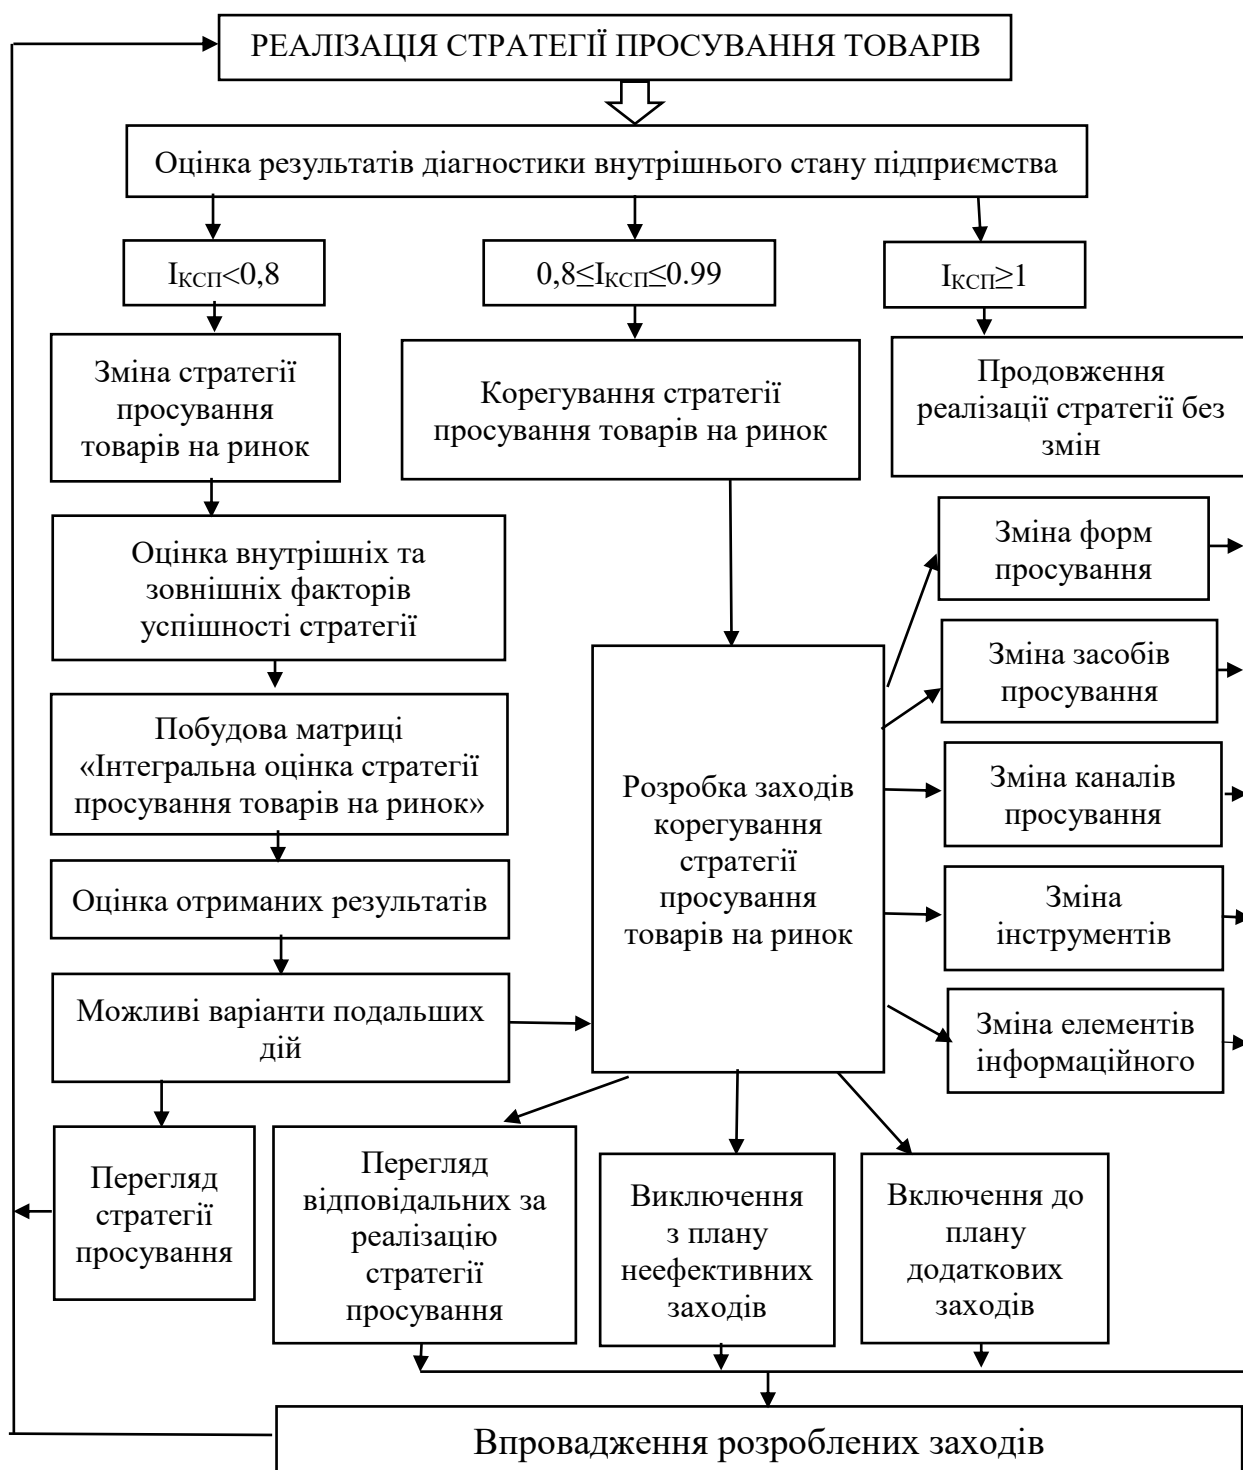 РЕАЛІЗАЦІЯ СТРАТЕГІЇ ПРОСУВАННЯ ТОВАРІВ
Оцінка результатів діагностики внутрішнього стану підприємства
IКСП<0,8
0,8≤IКСП≤0.99
IКСП≥1
Зміна стратегії
просування
товарів на ринок
Корегування стратегії
просування товарів на ринок
Продовження
реалізації стратегії без
змін
Оцінка внутрішніх та
зовнішніх факторів
успішності стратегії
Побудова матриці
«Інтегральна оцінка стратегії
просування товарів на ринок»
Оцінка отриманих результатів
Можливі варіанти подальших
дій
Розробка заходів
корегування
стратегії
просування
товарів на ринок
Зміна форм
просування
Зміна засобів
просування
Зміна каналів
просування
Зміна
інструментів
Зміна елементів
інформаційного
Перегляд
стратегії
просування
Перегляд
відповідальних за
реалізацію
стратегії
просування
Виключення
з плану
неефективних
заходів
Включення до
плану
додаткових
заходів
Впровадження розроблених заходів